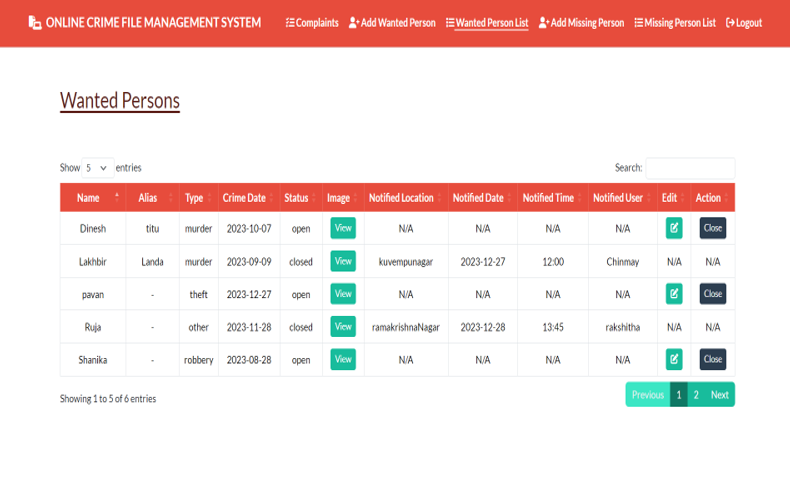 ONLINE CRIME FILE MANAGEMENT SYSTEM Complaints Add Wanted Person Wanted Person List Add Missing Person Missing Person List Logout
Wanted Persons
Show 5 entries Search:
Name Alias Type Crime Date Status Image Notified Location Notified Date Notified Time Notified User Edit Action
Dinesh titu murder 2023-10-07 open View N/A N/A N/A N/A Close
Lakhbir Landa murder 2023-09-09 closed View kuvempunagar 2023-12-27 12:00 Chinmay N/A N/A
pavan - theft 2023-12-27 open View N/A N/A N/A N/A Close
Ruja - other 2023-11-28 closed View ramakrishnaNagar 2023-12-28 13:45 rakshitha N/A N/A
Shanika - robbery 2023-08-28 open View N/A N/A N/A N/A Close
Showing 1 to 5 of 6 entries Previous 1 2 Next